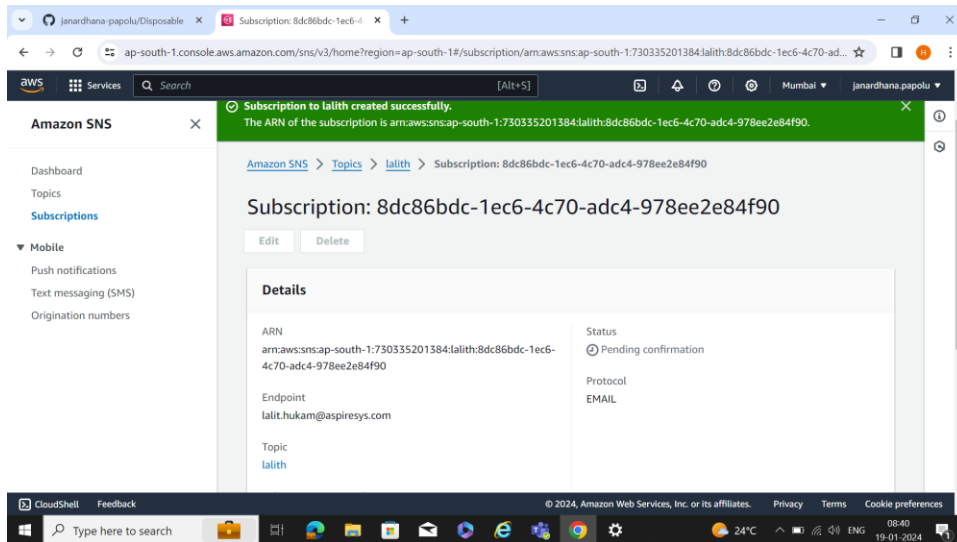 janardhana-papolu/Disposable
Subscription: 8dc86bdc-1ec6-4
ap-south-1.console.aws.amazon.com/sns/v3/home?region=ap-south-1#/subscription/arn:aws:sns:ap-south-1:730335201384:lalith:8dc86bdc-1ec6-4c70-ad...
H
aws
Services
Search
[Alt+S]
Mumbai
janardhana.papolu
Amazon SNS
Subscription to lalith created successfully.
The ARN of the subscription is arn:aws:sns:ap-south-1:730335201384:lalith:8dc86bdc-1ec6-4c70-adc4-978ee2e84f90.
Dashboard
Topics
Subscriptions
Mobile
Push notifications
Text messaging (SMS)
Origination numbers
Amazon SNS > Topics > lalith > Subscription: 8dc86bdc-1ec6-4c70-adc4-978ee2e84f90
Subscription: 8dc86bdc-1ec6-4c70-adc4-978ee2e84f90
Edit
Delete
Details
ARN
arn:aws:sns:ap-south-1:730335201384:lalith:8dc86bdc-1ec6-
4c70-adc4-978ee2e84f90
Endpoint
lalit.hukam@aspiresys.com
Topic
lalith
Status
Pending confirmation
Protocol
EMAIL
CloudShell
Feedback
© 2024, Amazon Web Services, Inc. or its affiliates.
Privacy
Terms
Cookie preferences
Type here to search
24°C
ENG
08:40
19-01-2024